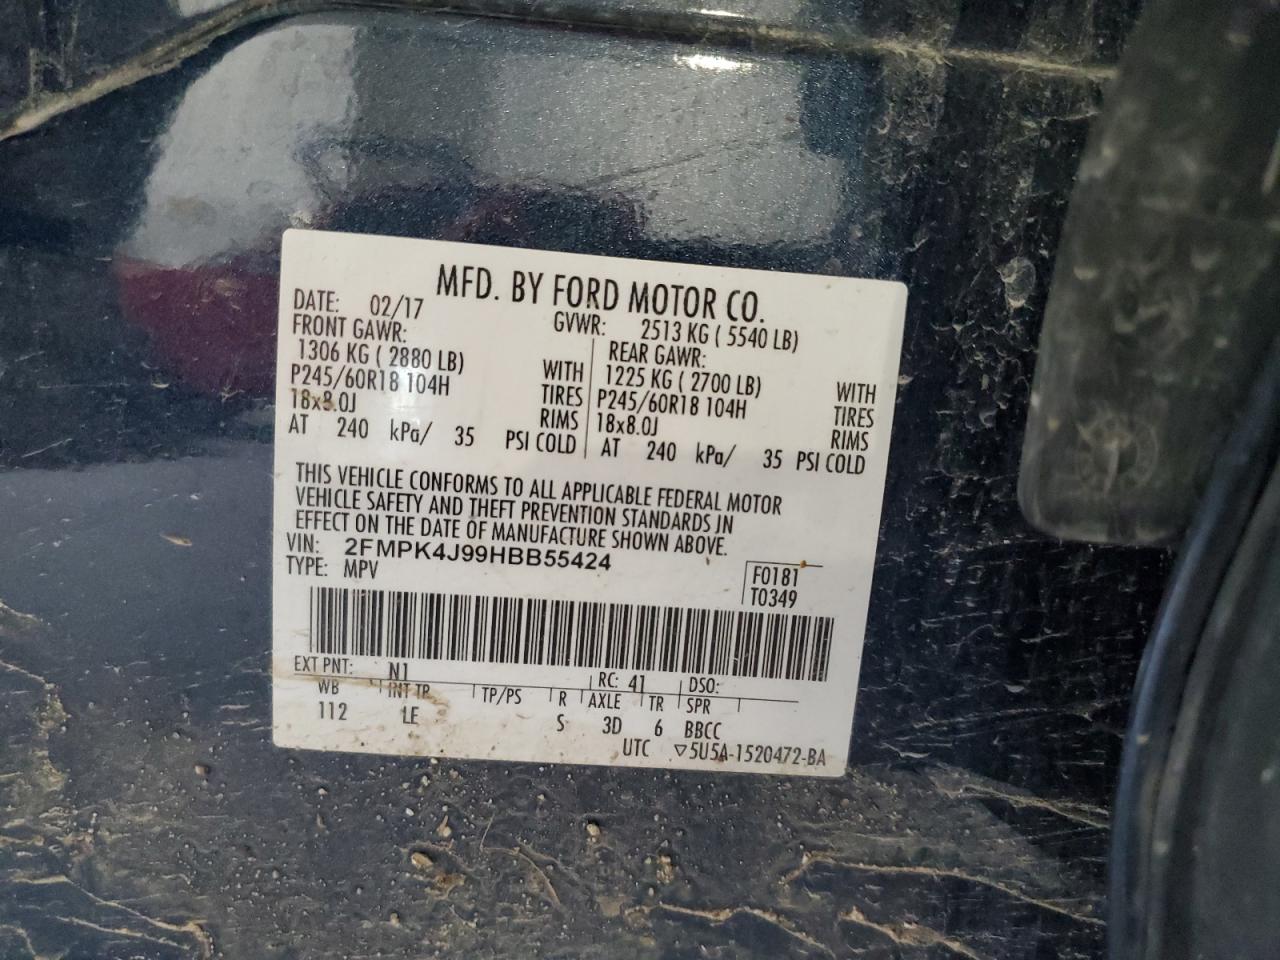 MFD. BY FORD MOTOR CO.
DATE: 02/17 GVWR: 2513 KG ( 5540 LB)
FRONT GAWR: REAR GAWR:
1306 KG ( 2880 LB) WITH 1225 KG ( 2700 LB) WITH
P245/60R18 104H TIRES P245/60R18 104H TIRES
18x8.0J RIMS 18x8.0J RIMS
AT 240 kPa/ 35 PSI COLD AT 240 kPa/ 35 PSI COLD
THIS VEHICLE CONFORMS TO ALL APPLICABLE FEDERAL MOTOR
VEHICLE SAFETY AND THEFT PREVENTION STANDARDS IN
EFFECT ON THE DATE OF MANUFACTURE SHOWN ABOVE.
VIN: 2FMPK4J99HBB55424 F0181
TYPE: MPV T0349
EXT PNT: N1 RC: 41 DSO:
WB INT TR TP/PS R AXLE TR SPR
112 LE S 3D 6 BBCC
UTC ▽5U5A-1520472-BA